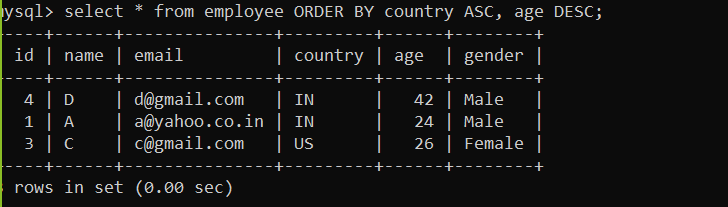 mysql> select * from employee ORDER BY country ASC, age DESC;
-----+------+---------------+---------+------+--------+
 id | name | email         | country | age  | gender |
-----+------+---------------+---------+------+--------+
  4 | D    | d@gmail.com   | IN      |   42 | Male   |
  1 | A    | a@yahoo.co.in | IN      |   24 | Male   |
  3 | C    | c@gmail.com   | US      |   26 | Female |
-----+------+---------------+---------+------+--------+
rows in set (0.00 sec)